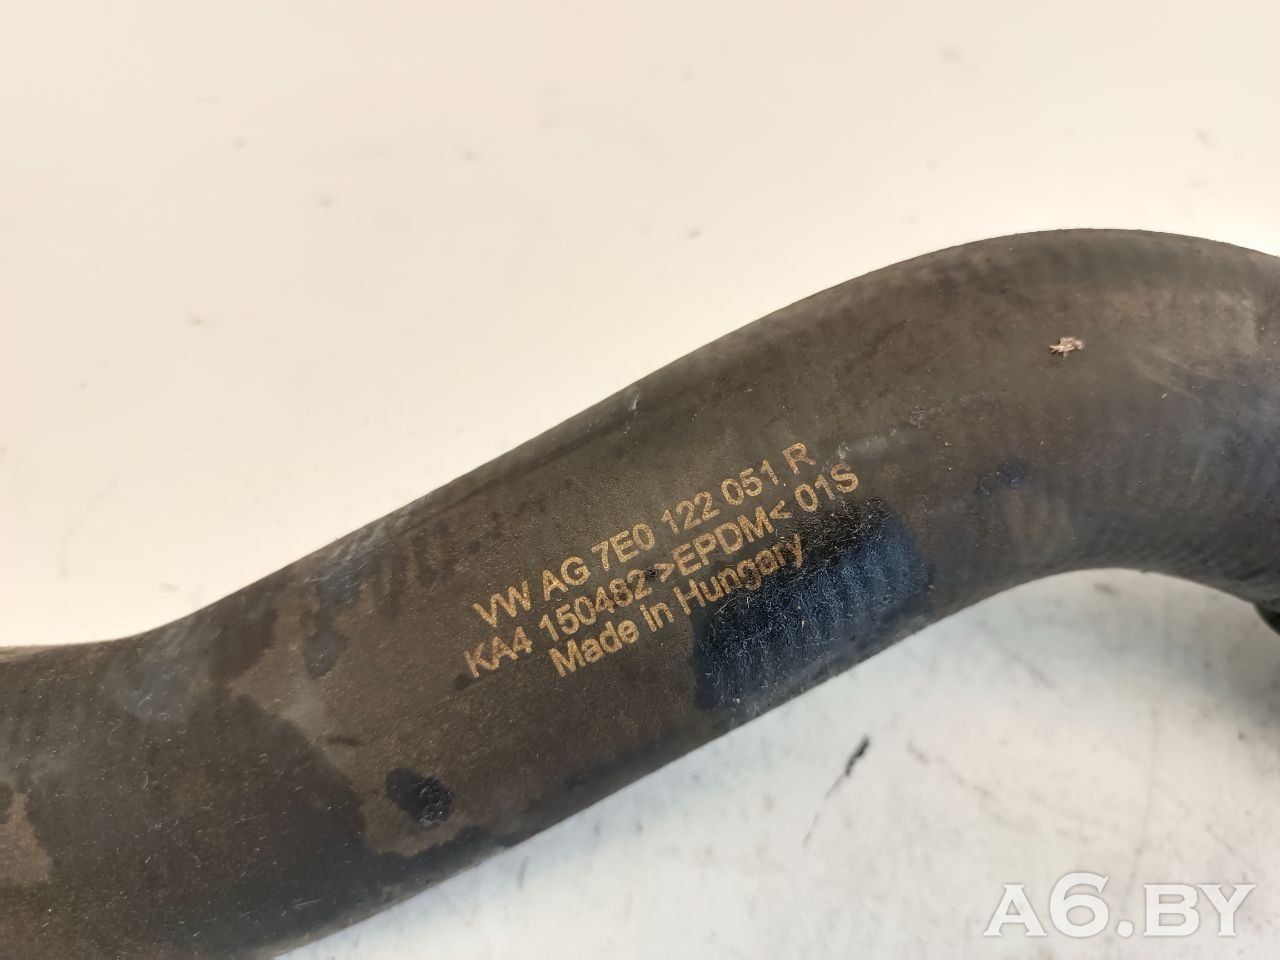 VW AG 7E0 122 051 R
KA4 150482 >EPDM< 01S
Made in Hungary
A6.BY